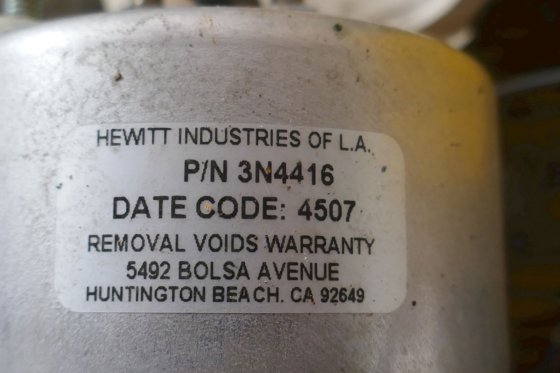 HEWITT INDUSTRIES OF L.A.
P/N 3N4416
DATE CODE: 4507
REMOVAL VOIDS WARRANTY
5492 BOLSA AVENUE
HUNTINGTON BEACH. CA 92649